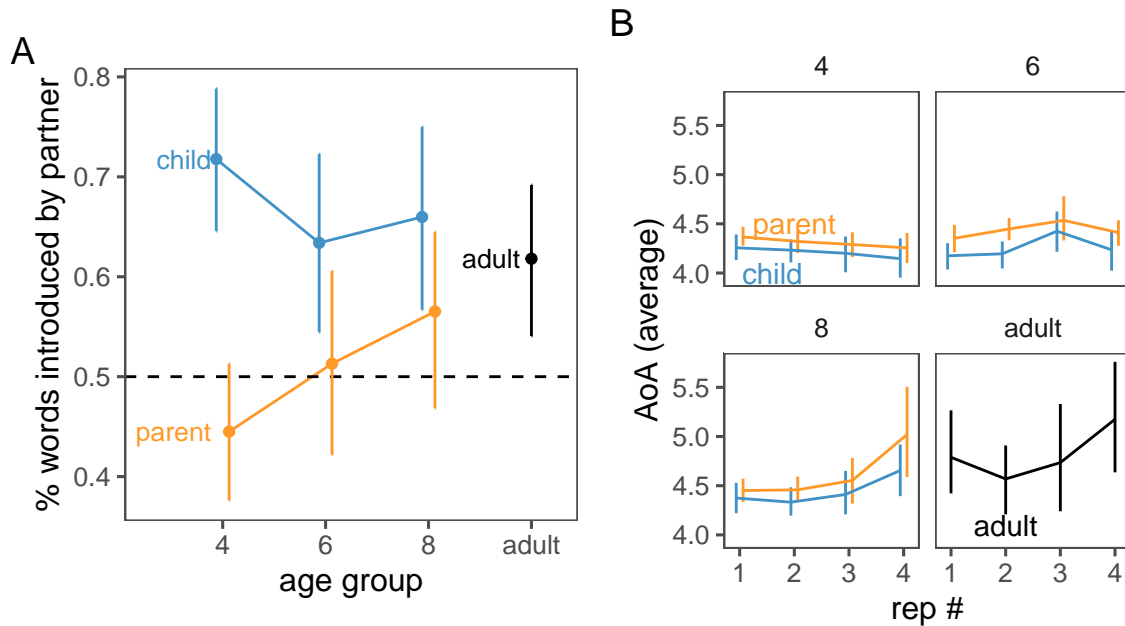 A
% words introduced by partner
0.8
0.7
0.6
0.5
0.4
child
parent
adult
4
6
8
adult
age group
B
AoA (average)
4
6
5.5
5.0
4.5
4.0
parent
child
8
adult
5.5
5.0
4.5
4.0
adult
1
2
3
4
1
2
3
4
rep #